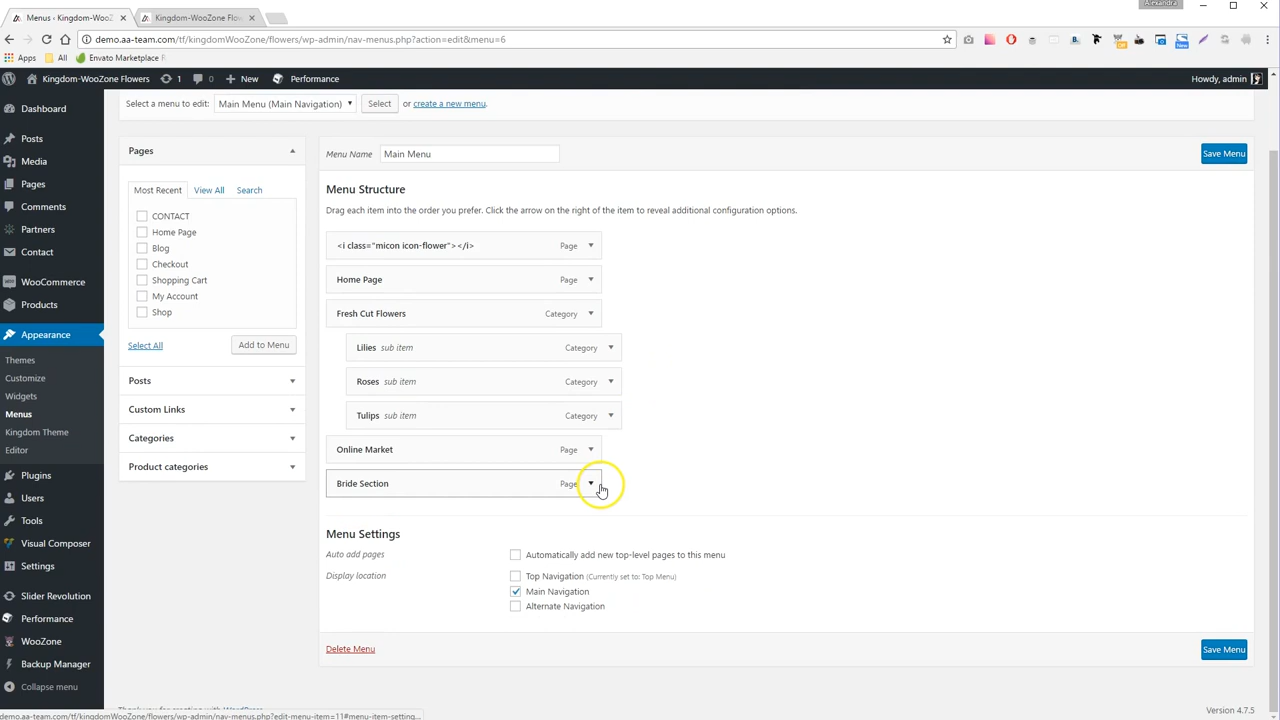 Alexandra
Menus ‹ Kingdom-WooZ
Kingdom-WooZone Flow
demo.aa-team.com/tf/kingdomWooZone/flowers/wp-admin/nav-menus.php?action=edit&menu=6
Apps All Envato Marketplace
Kingdom-WooZone Flowers 1 0 New Performance Howdy, admin
Select a menu to edit: Main Menu (Main Navigation) Select or create a new menu.
Dashboard
Posts
Media
Pages
Comments
Partners
Contact
WooCommerce
Products
Appearance
Themes
Customize
Widgets
Menus
Kingdom Theme
Editor
Plugins
Users
Tools
Visual Composer
Settings
Slider Revolution
Performance
WooZone
Backup Manager
Collapse menu
Pages
Most Recent View All Search
CONTACT
Home Page
Blog
Checkout
Shopping Cart
My Account
Shop
Select All Add to Menu
Posts
Custom Links
Categories
Product categories
Menu Name Main Menu Save Menu
Menu Structure
Drag each item into the order you prefer. Click the arrow on the right of the item to reveal additional configuration options.
<i class="micon icon-flower"></i> Page
Home Page Page
Fresh Cut Flowers Category
Lilies sub item Category
Roses sub item Category
Tulips sub item Category
Online Market Page
Bride Section Page
Menu Settings
Auto add pages Automatically add new top-level pages to this menu
Display location Top Navigation (Currently set to: Top Menu)
Main Navigation
Alternate Navigation
Delete Menu Save Menu
Thank you for creating with WordPress
Version 4.7.5
demo.aa-team.com/tf/kingdomWooZone/flowers/wp-admin/nav-menus.php?edit-menu-item=11#menu-item-setting...